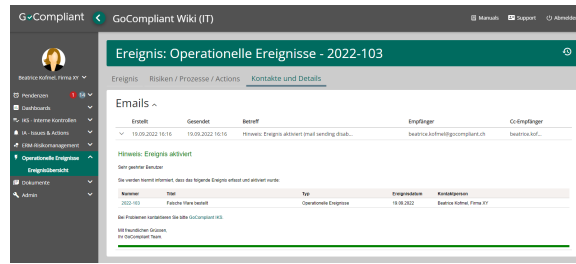 G✓Compliant
GoCompliant Wiki (IT)
Manuals
Support
Abmelden
Beatrice Kofmel, Firma XY
Pendenzen
Dashboards
IKS - Interne Kontrollen
IA - Issues & Actions
ERM-Risikomanagement
Operationelle Ereignisse
Ereignisübersicht
Dokumente
Admin
Ereignis: Operationelle Ereignisse - 2022-103
Ereignis Risiken / Prozesse / Actions Kontakte und Details
Emails
Erstellt Gesendet Betreff Empfänger Cc-Empfänger
19.09.2022 16:16 19.09.2022 16:16 Hinweis: Ereignis aktiviert (mail sending disab... beatrice.kofmel@gocompliant.ch beatrice.kof...
Hinweis: Ereignis aktiviert
Sehr geehrter Benutzer
Sie werden hiermit informiert, dass das folgende Ereignis erfasst und aktiviert wurde:
Nummer Titel Typ Ereignisdatum Kontaktperson
2022-103 Falsche Ware bestellt Operationelle Ereignisse 19.09.2022 Beatrice Kofmel, Firma XY
Bei Problemen kontaktieren Sie bitte GoCompliant IKS.
Mit freundlichen Grüssen,
Ihr GoCompliant Team.